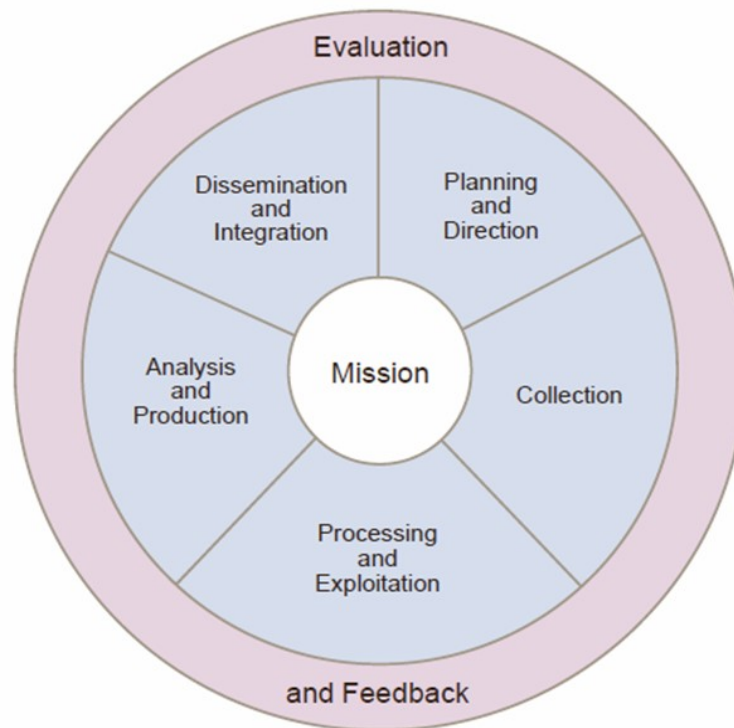 Evaluation
Dissemination
and
Integration
Planning
and
Direction
Analysis
and
Production
Mission
Collection
Processing
and
Exploitation
and Feedback